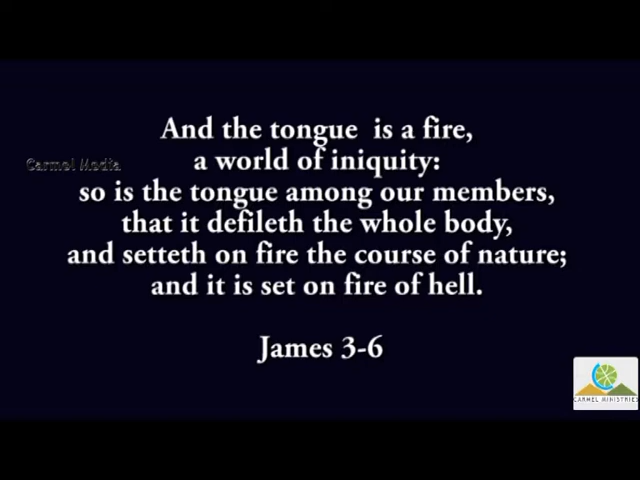 And the tongue is a fire,
Carmel Media
a world of iniquity:
so is the tongue among our members,
that it defileth the whole body,
and setteth on fire the course of nature;
and it is set on fire of hell.
James 3-6
CARMEL MINISTRIES